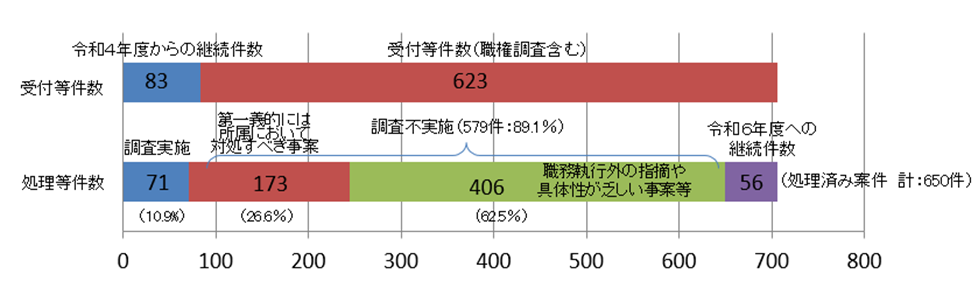 令和４年度からの継続件数
受付等件数（職権調査含む）
受付等件数
83
623
第一義的には
所属において
対処すべき事案
調査不実施（579件：89.1％）
令和６年度への
継続件数
調査実施
処理等件数
71
173
406
職務執行外の指摘や
具体性が乏しい事案等
56
（処理済み案件 計：650件）
（10.9%）
（26.6%）
（62.5%）
0
100
200
300
400
500
600
700
800